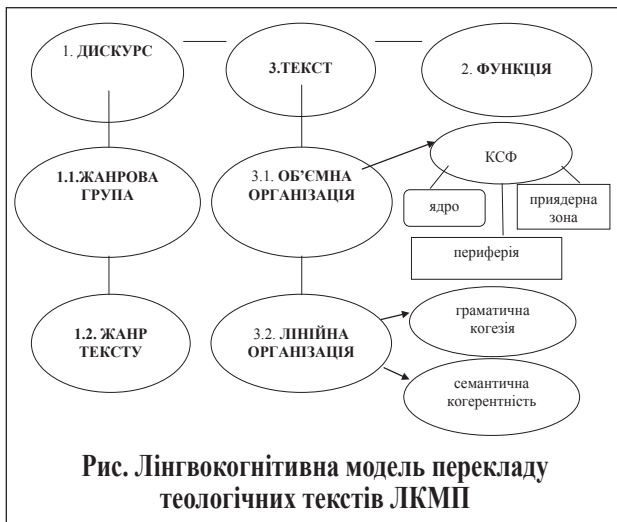 1. ДИСКУРС
3.ТЕКСТ
2. ФУНКЦІЯ
1.1.ЖАНРОВА
ГРУПА
3.1. ОБ’ЄМНА
ОРГАНІЗАЦІЯ
КСФ
ядро
приядерна
зона
периферія
1.2. ЖАНР
ТЕКСТУ
3.2. ЛІНІЙНА
ОРГАНІЗАЦІЯ
граматична
когезія
семантична
когерентність
Рис. Лінгвокогнітивна модель перекладу
теологічних текстів ЛКМП